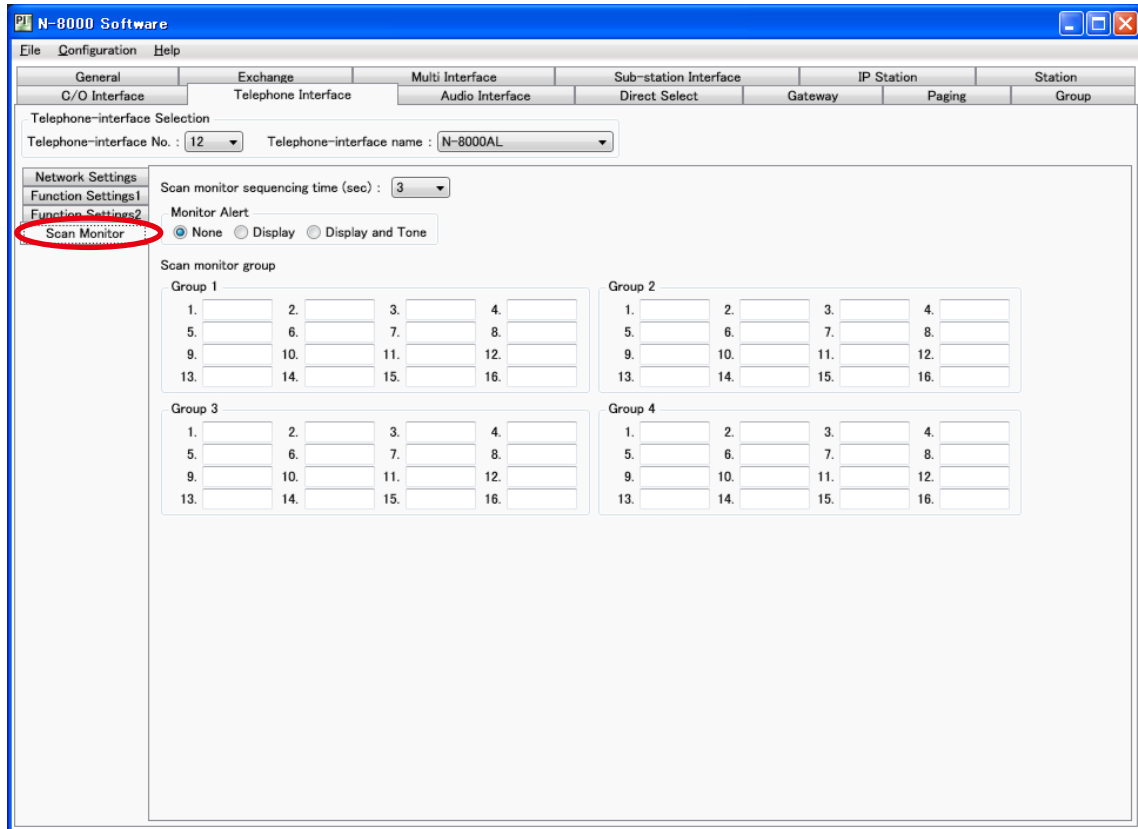 PI N-8000 Software
File Configuration Help
General Exchange Multi Interface Sub-station Interface IP Station Station
C/O Interface Telephone Interface Audio Interface Direct Select Gateway Paging Group
Telephone-interface Selection
Telephone-interface No. : 12 Telephone-interface name : N-8000AL
Network Settings
Function Settings1
Function Settings2
Scan Monitor
Scan monitor sequencing time (sec) : 3
Monitor Alert
None Display Display and Tone
Scan monitor group
Group 1
1. 2. 3. 4.
5. 6. 7. 8.
9. 10. 11. 12.
13. 14. 15. 16.
Group 2
1. 2. 3. 4.
5. 6. 7. 8.
9. 10. 11. 12.
13. 14. 15. 16.
Group 3
1. 2. 3. 4.
5. 6. 7. 8.
9. 10. 11. 12.
13. 14. 15. 16.
Group 4
1. 2. 3. 4.
5. 6. 7. 8.
9. 10. 11. 12.
13. 14. 15. 16.